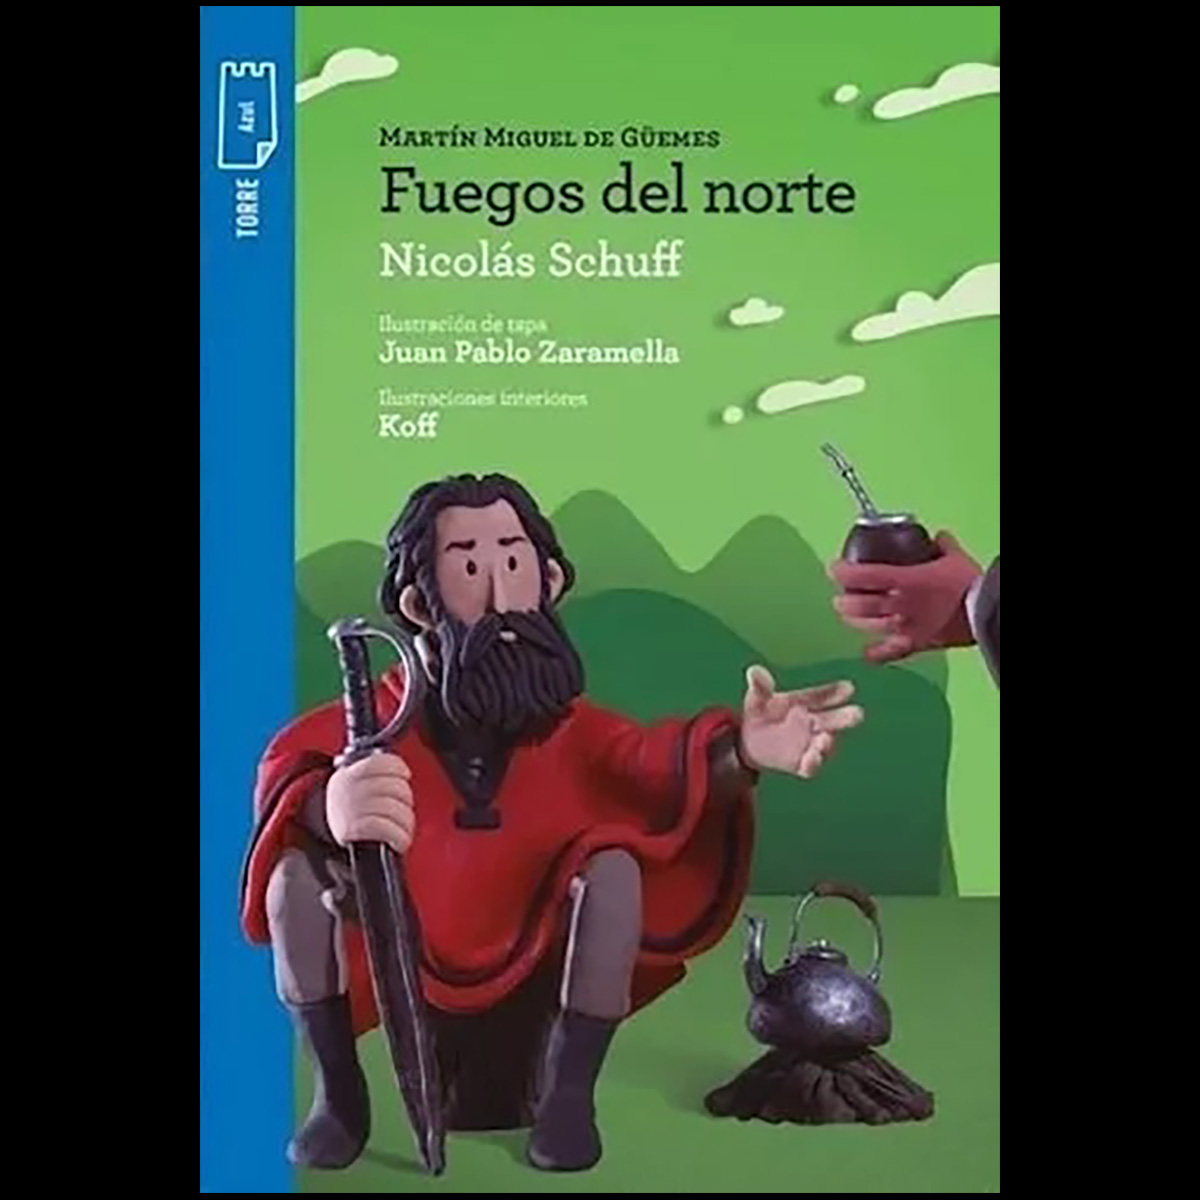 Azul
TORRE
MARTÍN MIGUEL DE GÜEMES
Fuegos del norte
Nicolás Schuff
Ilustración de tapa
Juan Pablo Zaramella
Ilustraciones interiores
Koff